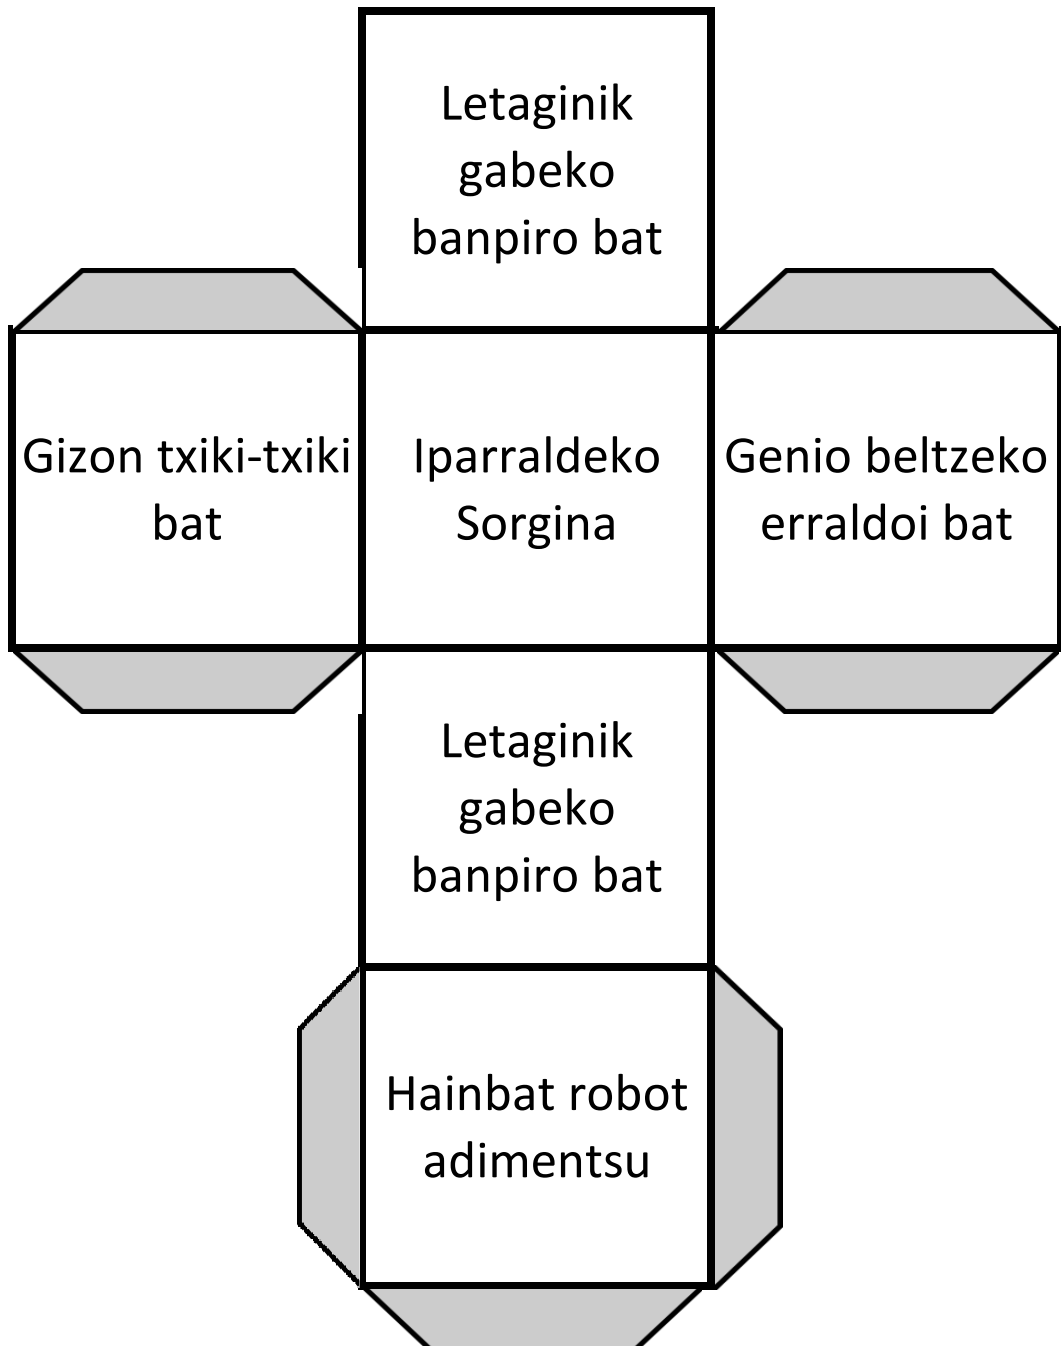 Letaginik
gabeko
banpiro bat
Gizon txiki-txiki
bat
Iparraldeko
Sorgina
Genio beltzeko
erraldoi bat
Letaginik
gabeko
banpiro bat
Hainbat robot
adimentsu